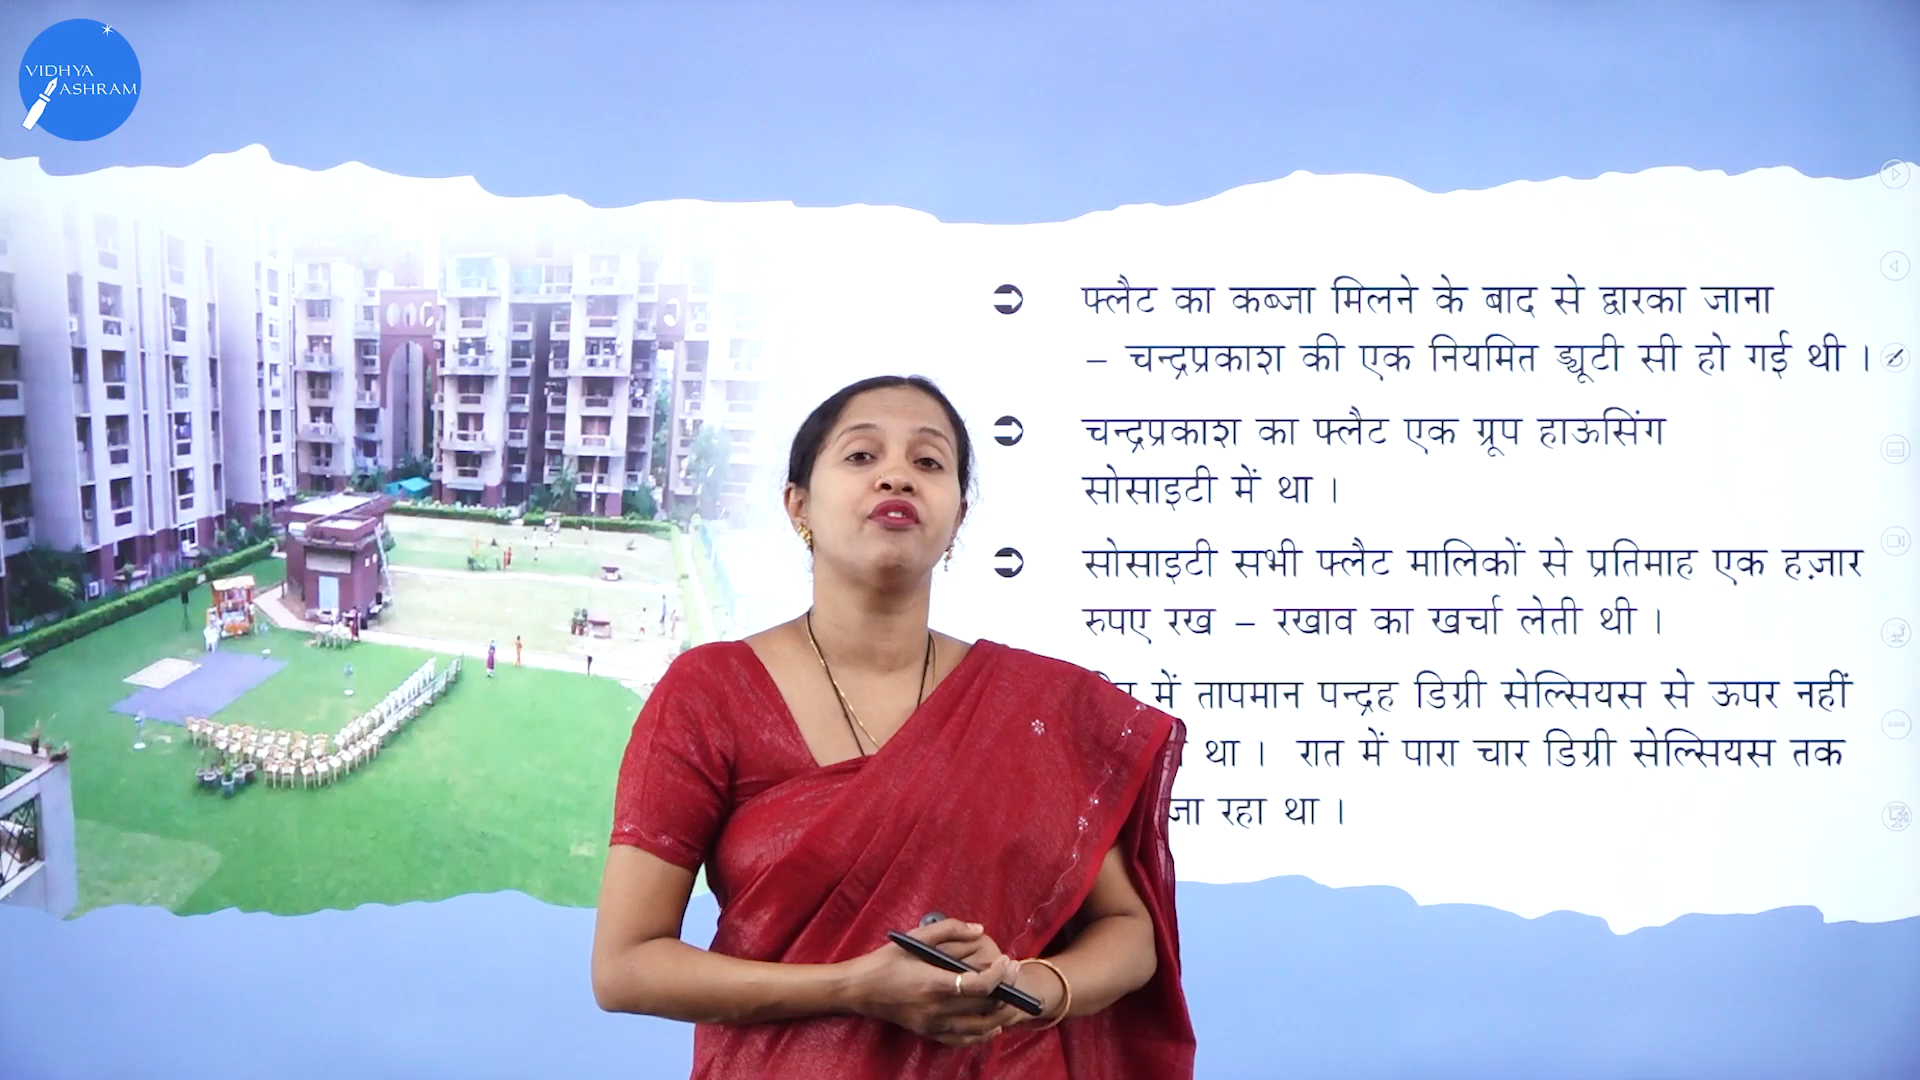 VIDHYA
ASHRAM
फ्लैट का कब्जा मिलने के बाद से द्वारका जाना
– चन्द्रप्रकाश की एक नियमित ड्यूटी सी हो गई थी ।
चन्द्रप्रकाश का फ्लैट एक ग्रूप हाऊसिंग
सोसाइटी में था ।
सोसाइटी सभी फ्लैट मालिकों से प्रतिमाह एक हज़ार
रुपए रख – रखाव का खर्चा लेती थी ।
में तापमान पन्द्रह डिग्री सेल्सियस से ऊपर नहीं
था । रात में पारा चार डिग्री सेल्सियस तक
जा रहा था ।